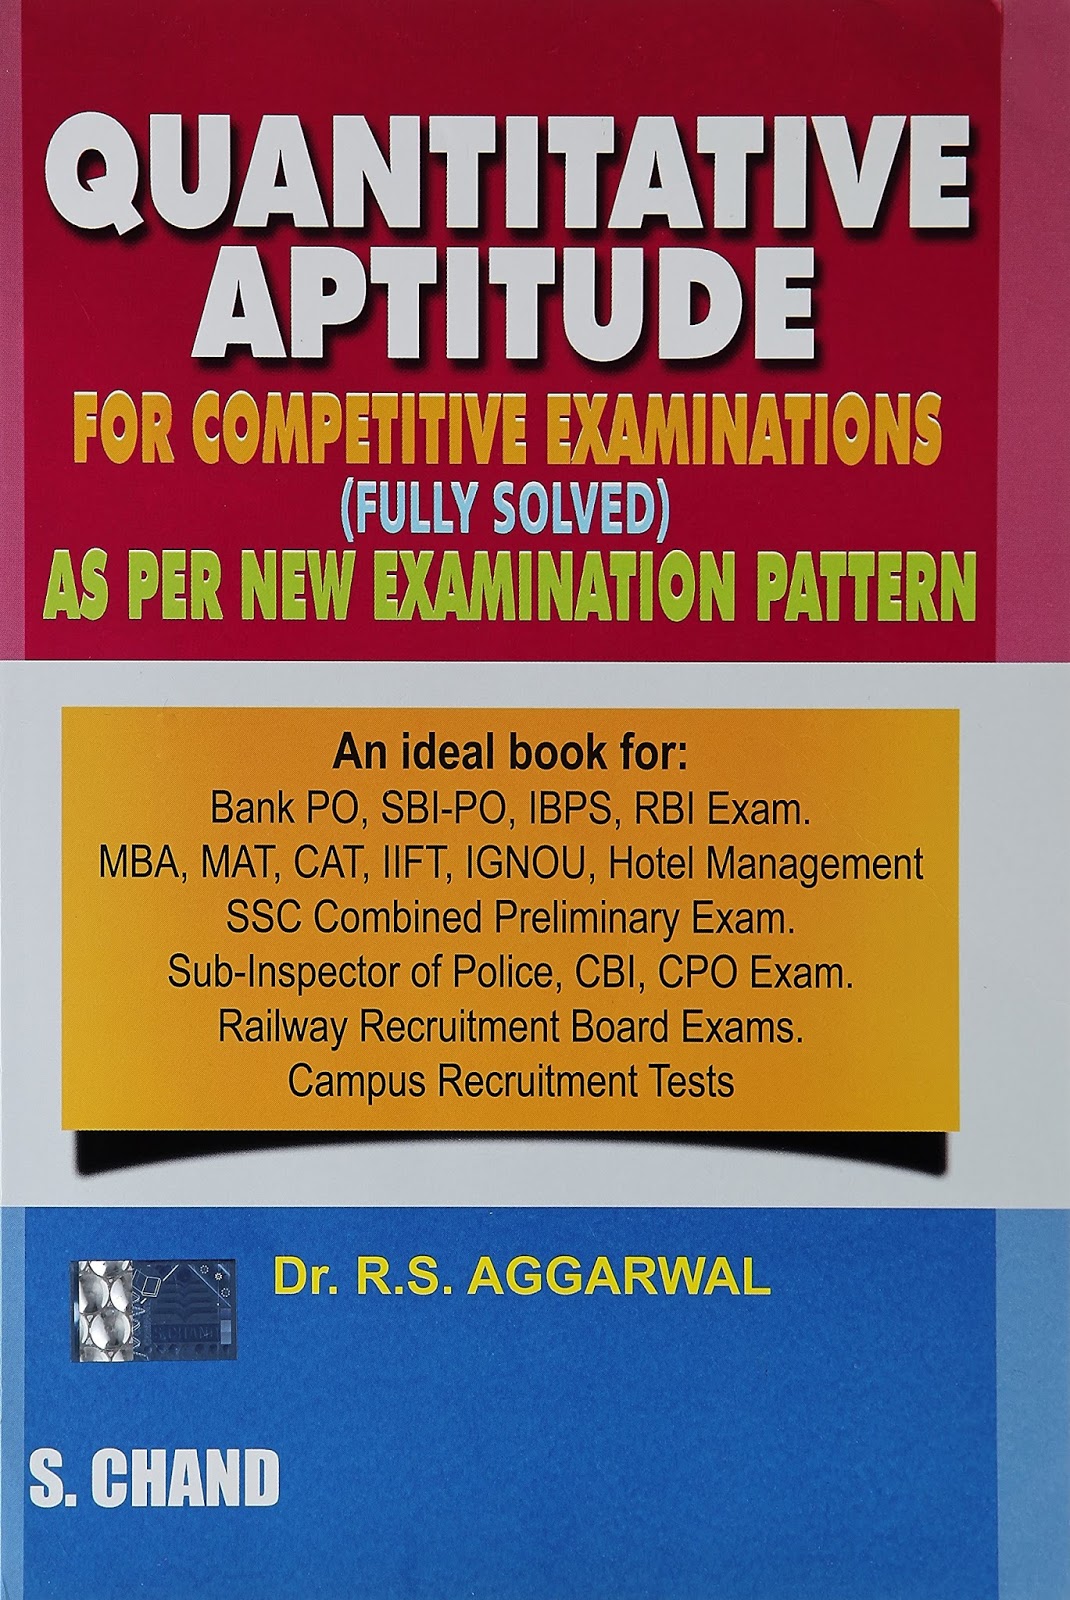 QUANTITATIVE
APTITUDE
FOR COMPETITIVE EXAMINATIONS
(FULLY SOLVED)
AS PER NEW EXAMINATION PATTERN
An ideal book for:
Bank PO, SBI-PO, IBPS, RBI Exam.
MBA, MAT, CAT, IIFT, IGNOU, Hotel Management
SSC Combined Preliminary Exam.
Sub-Inspector of Police, CBI, CPO Exam.
Railway Recruitment Board Exams.
Campus Recruitment Tests
Dr. R.S. AGGARWAL
S. CHAND